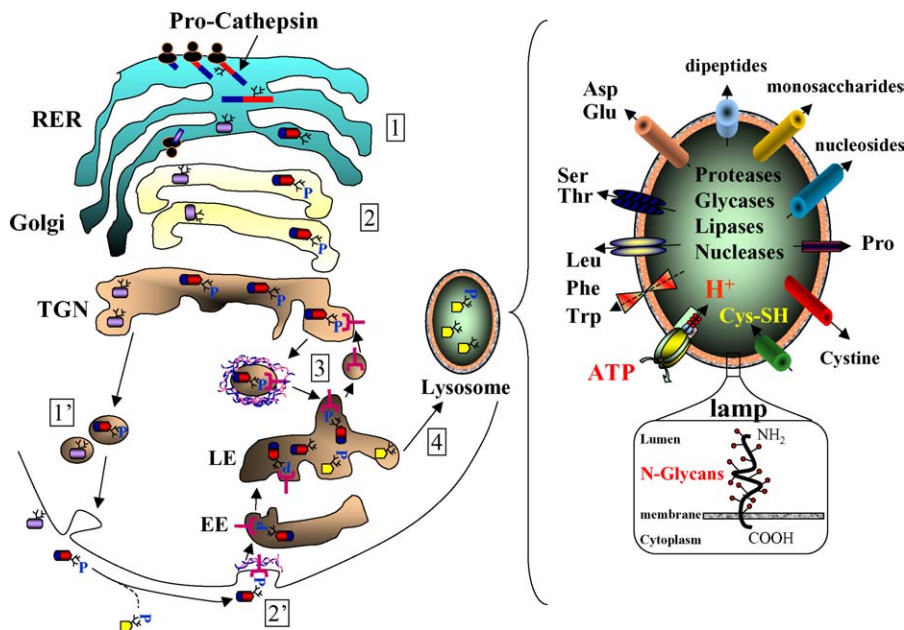 Pro-Cathepsin
RER
1
Golgi
P
2
P
TGN
P
P
P
3
P
1'
P
P
LE
P
P
4
EE
P
P
P
2'
P
P
Lysosome
dipeptides
monosaccharides
Asp
Glu
nucleosides
Ser
Thr
Proteases
Glycases
Lipases
Nucleases
Pro
Leu
Phe
Trp
H+
Cys-SH
ATP
Cystine
lamp
Lumen
NH2
N-Glycans
membrane
Cytoplasm
COOH